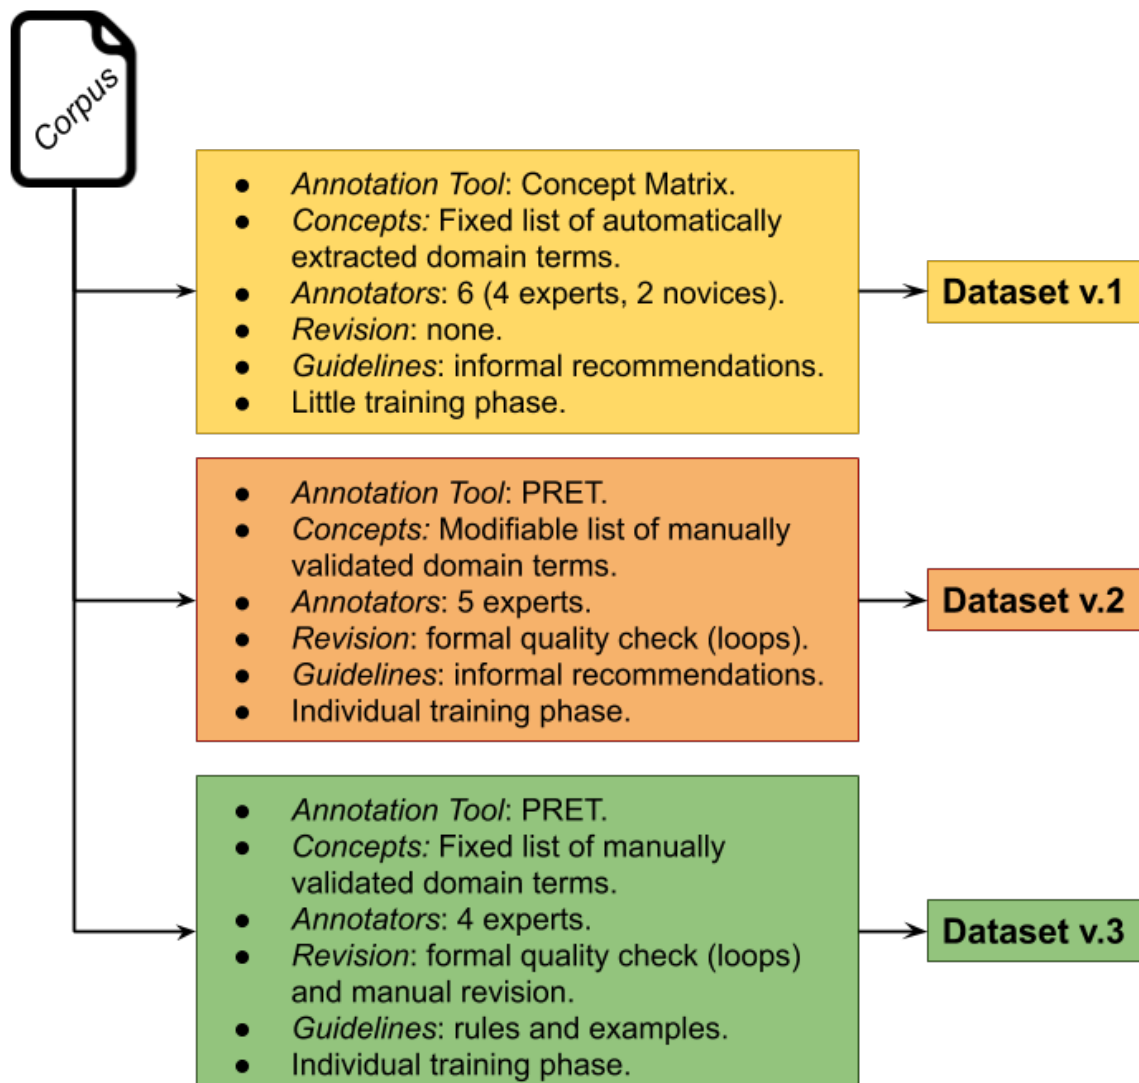 Corpus
● Annotation Tool: Concept Matrix.
● Concepts: Fixed list of automatically
extracted domain terms.
● Annotators: 6 (4 experts, 2 novices).
● Revision: none.
● Guidelines: informal recommendations.
● Little training phase.
Dataset v.1
● Annotation Tool: PRET.
● Concepts: Modifiable list of manually
validated domain terms.
● Annotators: 5 experts.
● Revision: formal quality check (loops).
● Guidelines: informal recommendations.
● Individual training phase.
Dataset v.2
● Annotation Tool: PRET.
● Concepts: Fixed list of manually
validated domain terms.
● Annotators: 4 experts.
● Revision: formal quality check (loops)
and manual revision.
● Guidelines: rules and examples.
● Individual training phase.
Dataset v.3